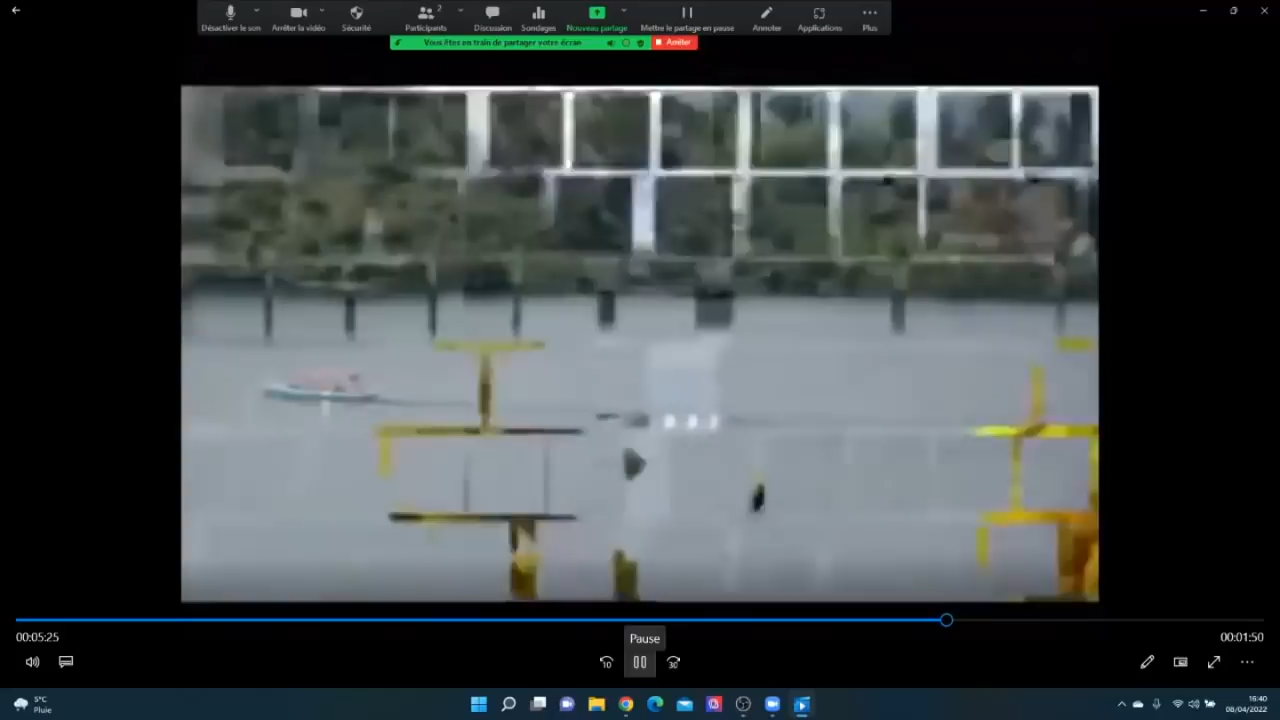 2
Désactiver le son Arrêter la vidéo Sécurité Participants Discussion Sondages Nouveau partage Mettre le partage en pause Annoter Applications Plus
Vous êtes en train de partager votre écran Arrêter
Pause
00:05:25 00:01:50
10 30
5°C
Pluie
16:40
08/04/2022